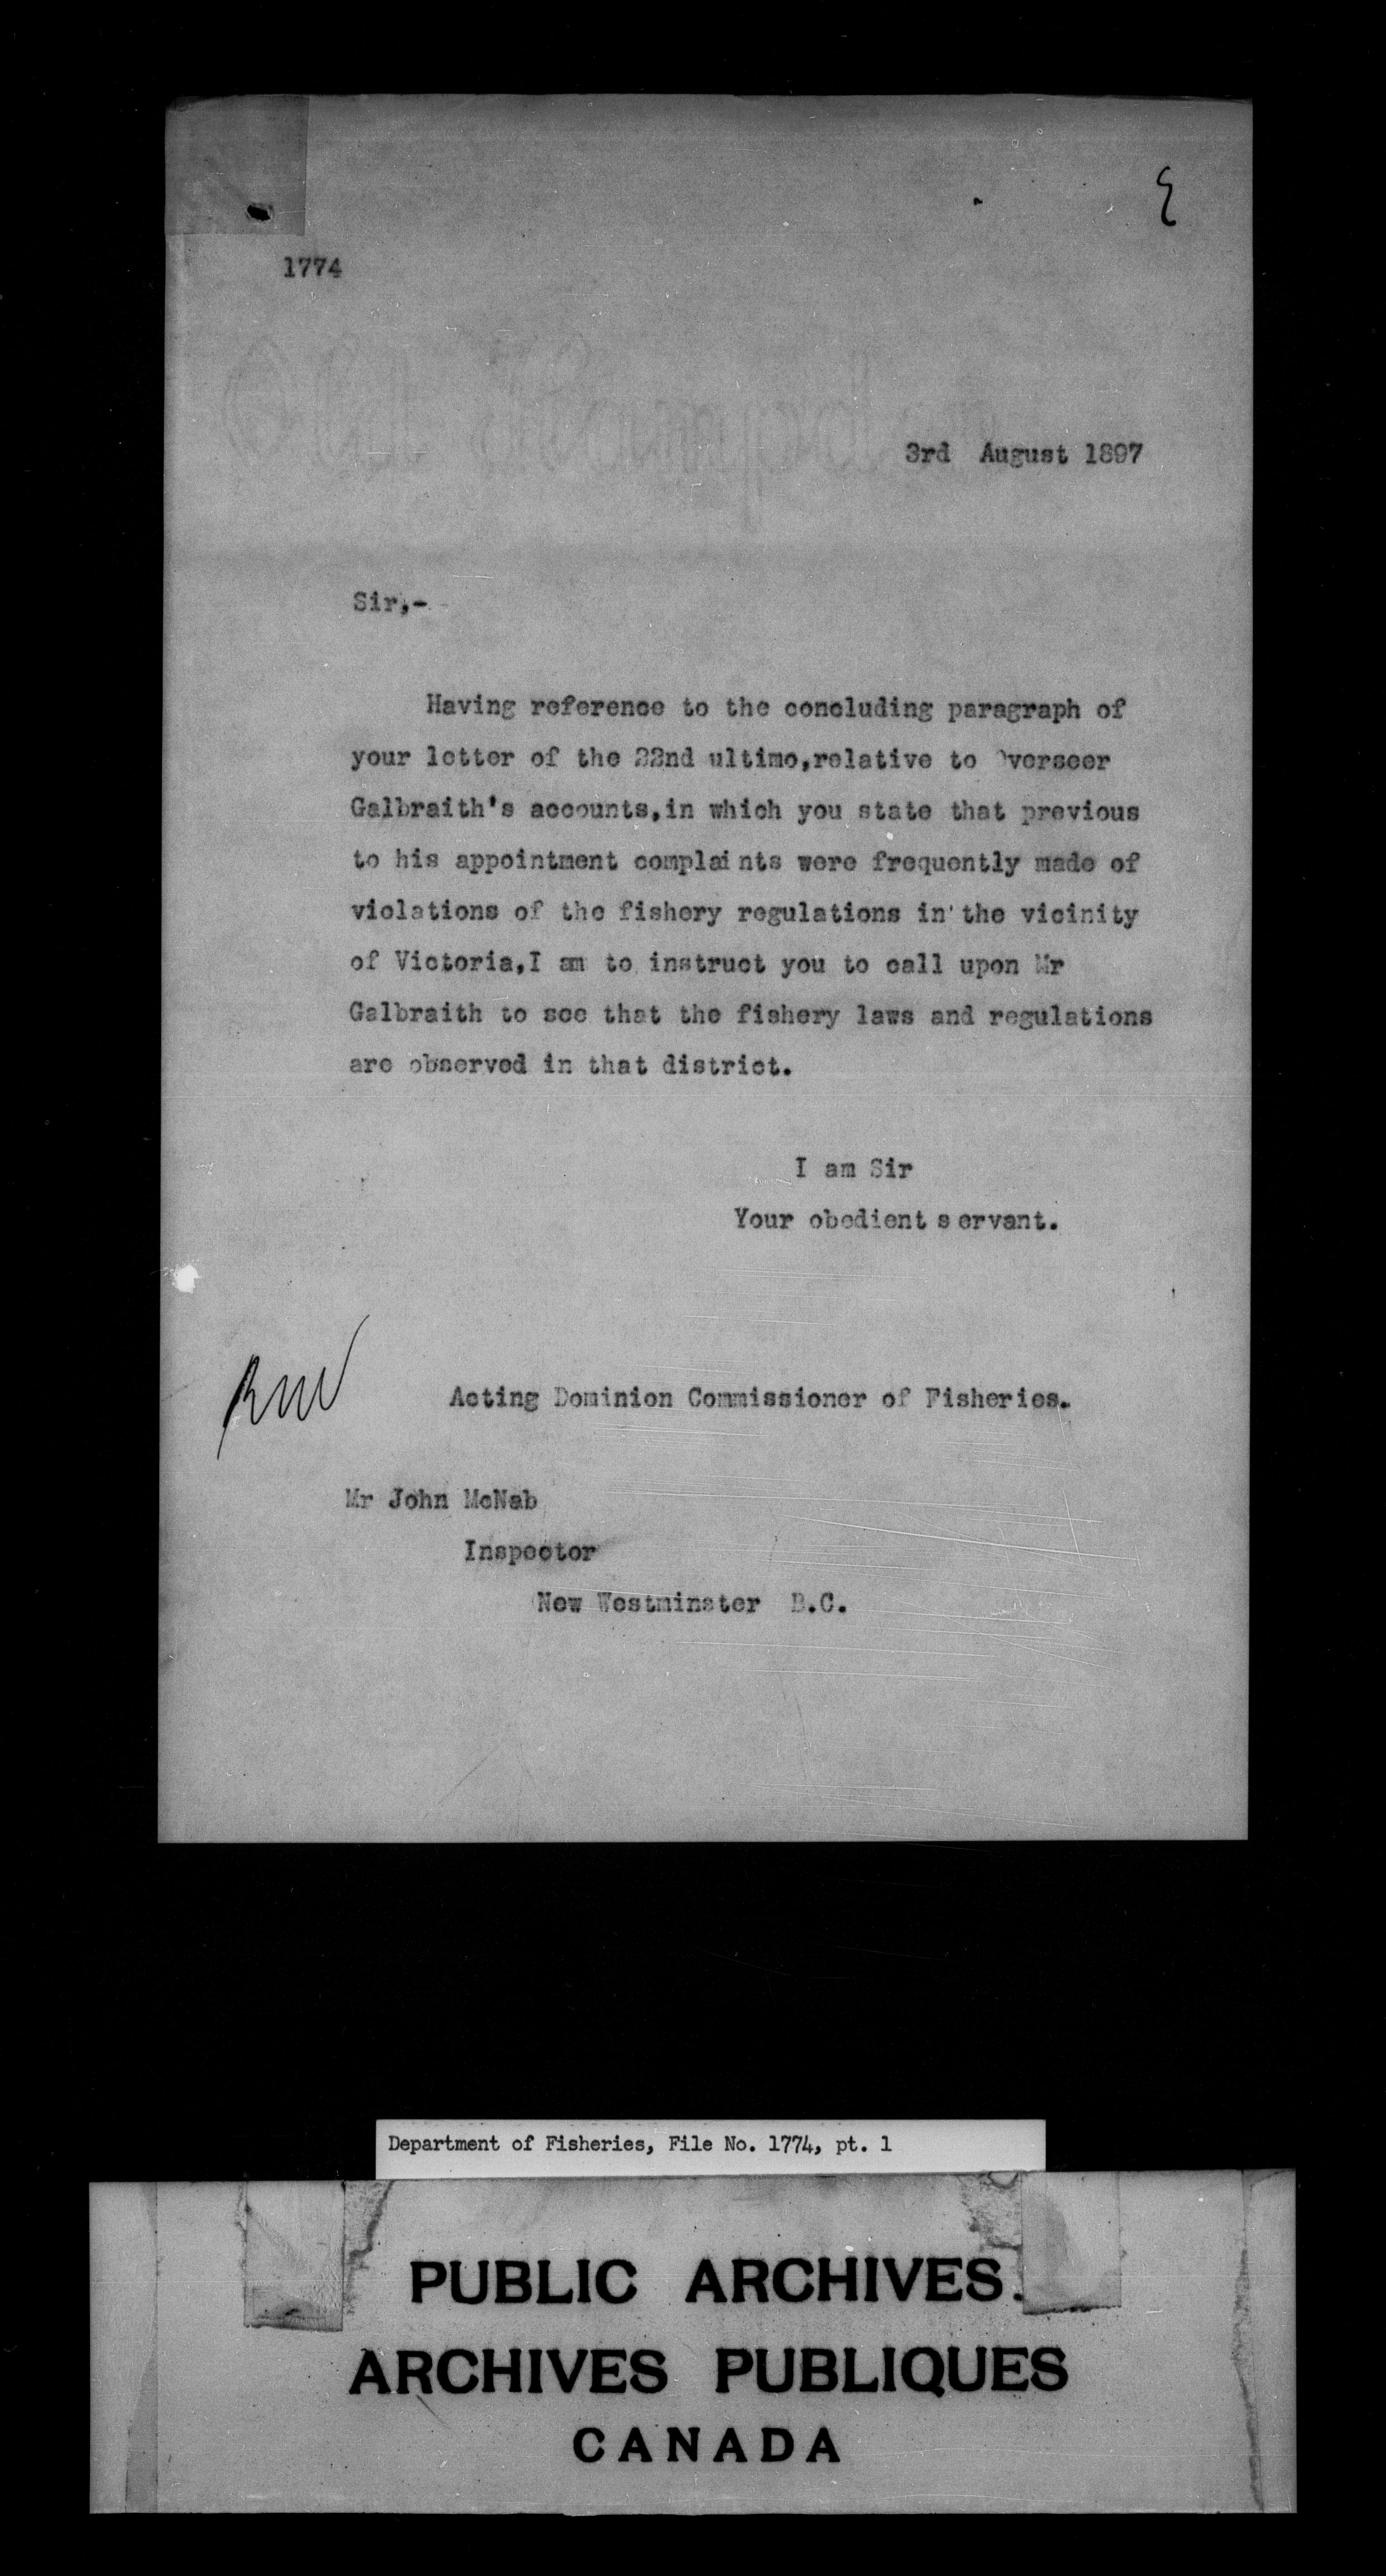 1774
3rd August 1897
Sir,-
Having reference to the concluding paragraph of
your letter of the 22nd ultimo,relative to Overseer
Galbraith's accounts,in which you state that previous
to his appointment complaints were frequently made of
violations of the fishery regulations in the vicinity
of Victoria,I am to instruct you to call upon Mr
Galbraith to see that the fishery laws and regulations
are observed in that district.
I am Sir
Your obedient servant.
Acting Dominion Commissioner of Fisheries.
Mr John McNab
Inspector
New Westminster B.C.
Department of Fisheries, File No. 1774, pt. 1
PUBLIC ARCHIVES
ARCHIVES PUBLIQUES
CANADA